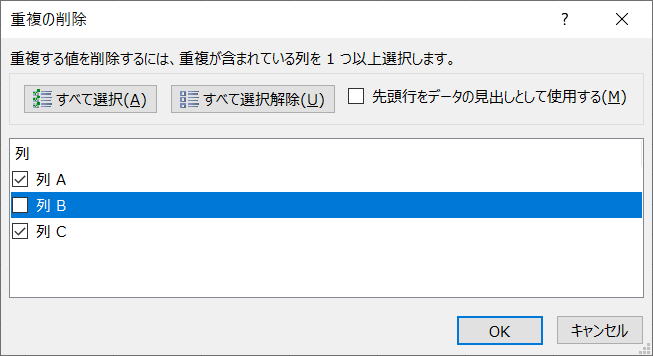 重複の削除
?
重複する値を削除するには、重複が含まれている列を 1 つ以上選択します。
すべて選択(A) すべて選択解除(U) 先頭行をデータの見出しとして使用する(M)
列
列 A
列 B
列 C
OK キャンセル